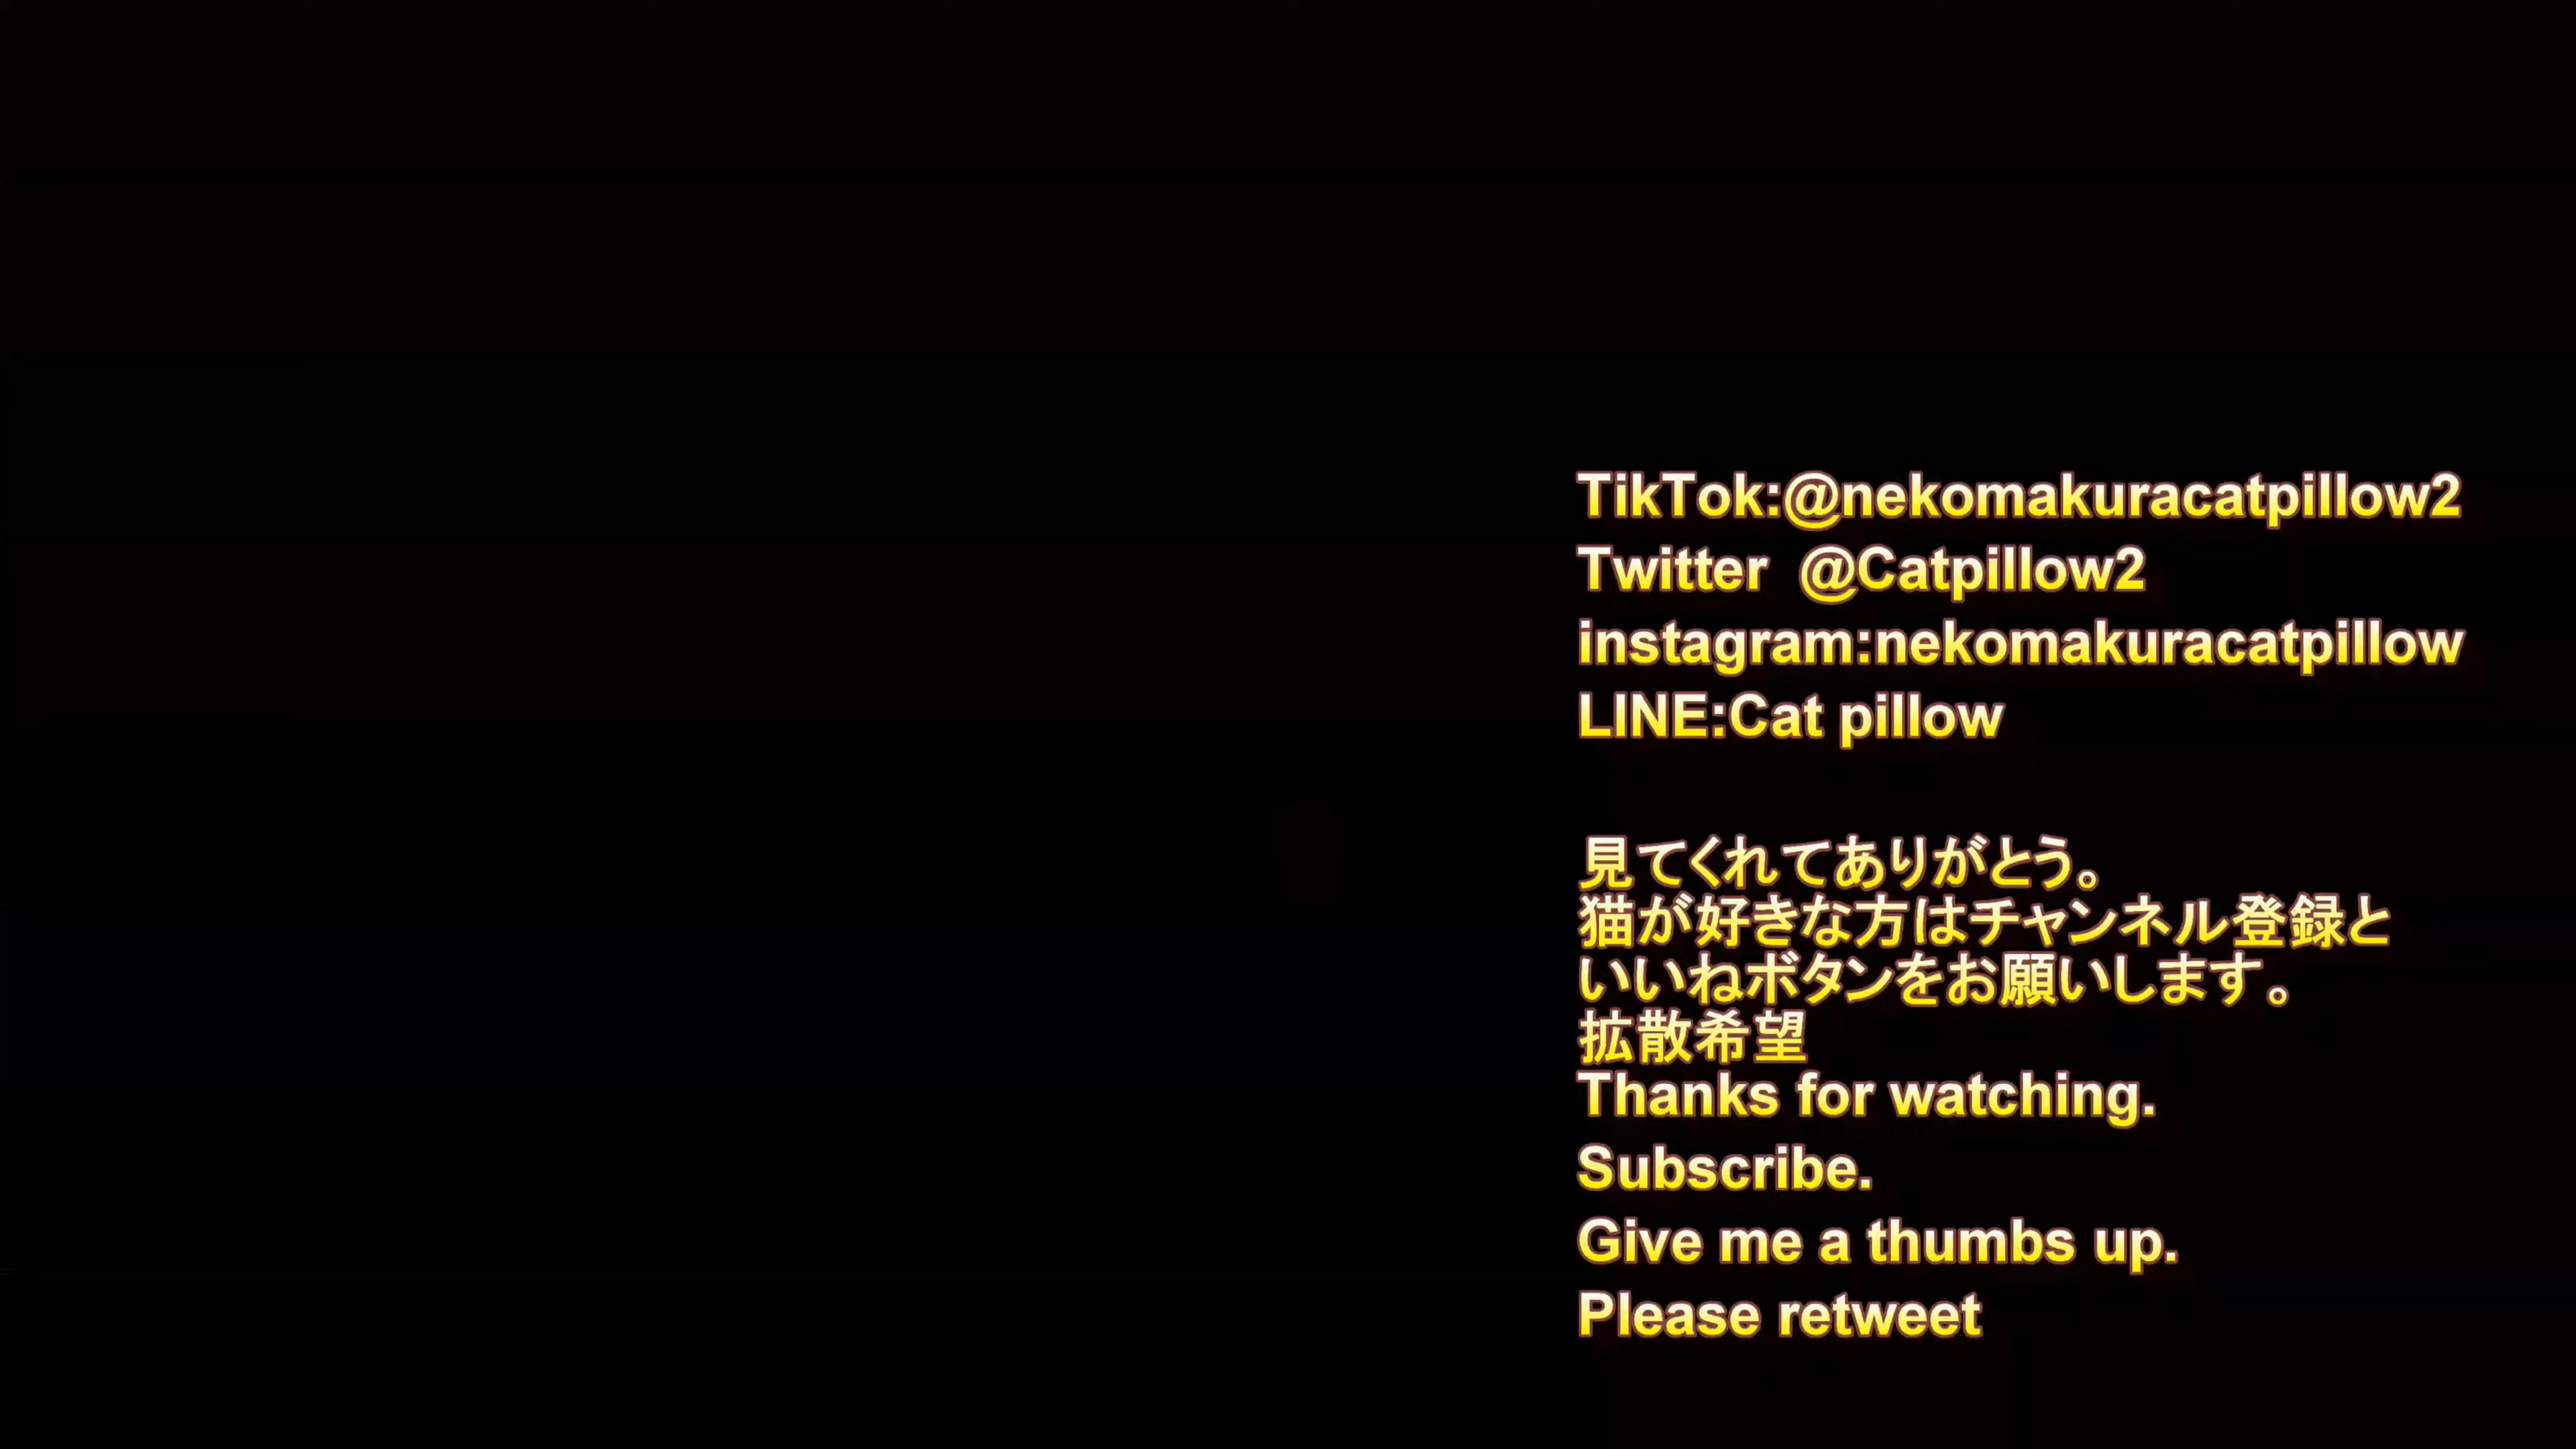 TikTok:@nekomakuracatpillow2
Twitter  @Catpillow2
instagram:nekomakuracatpillow
LINE:Cat pillow
見てくれてありがとう。
猫が好きな方はチャンネル登録と
いいねボタンをお願いします。
拡散希望
Thanks for watching.
Subscribe.
Give me a thumbs up.
Please retweet